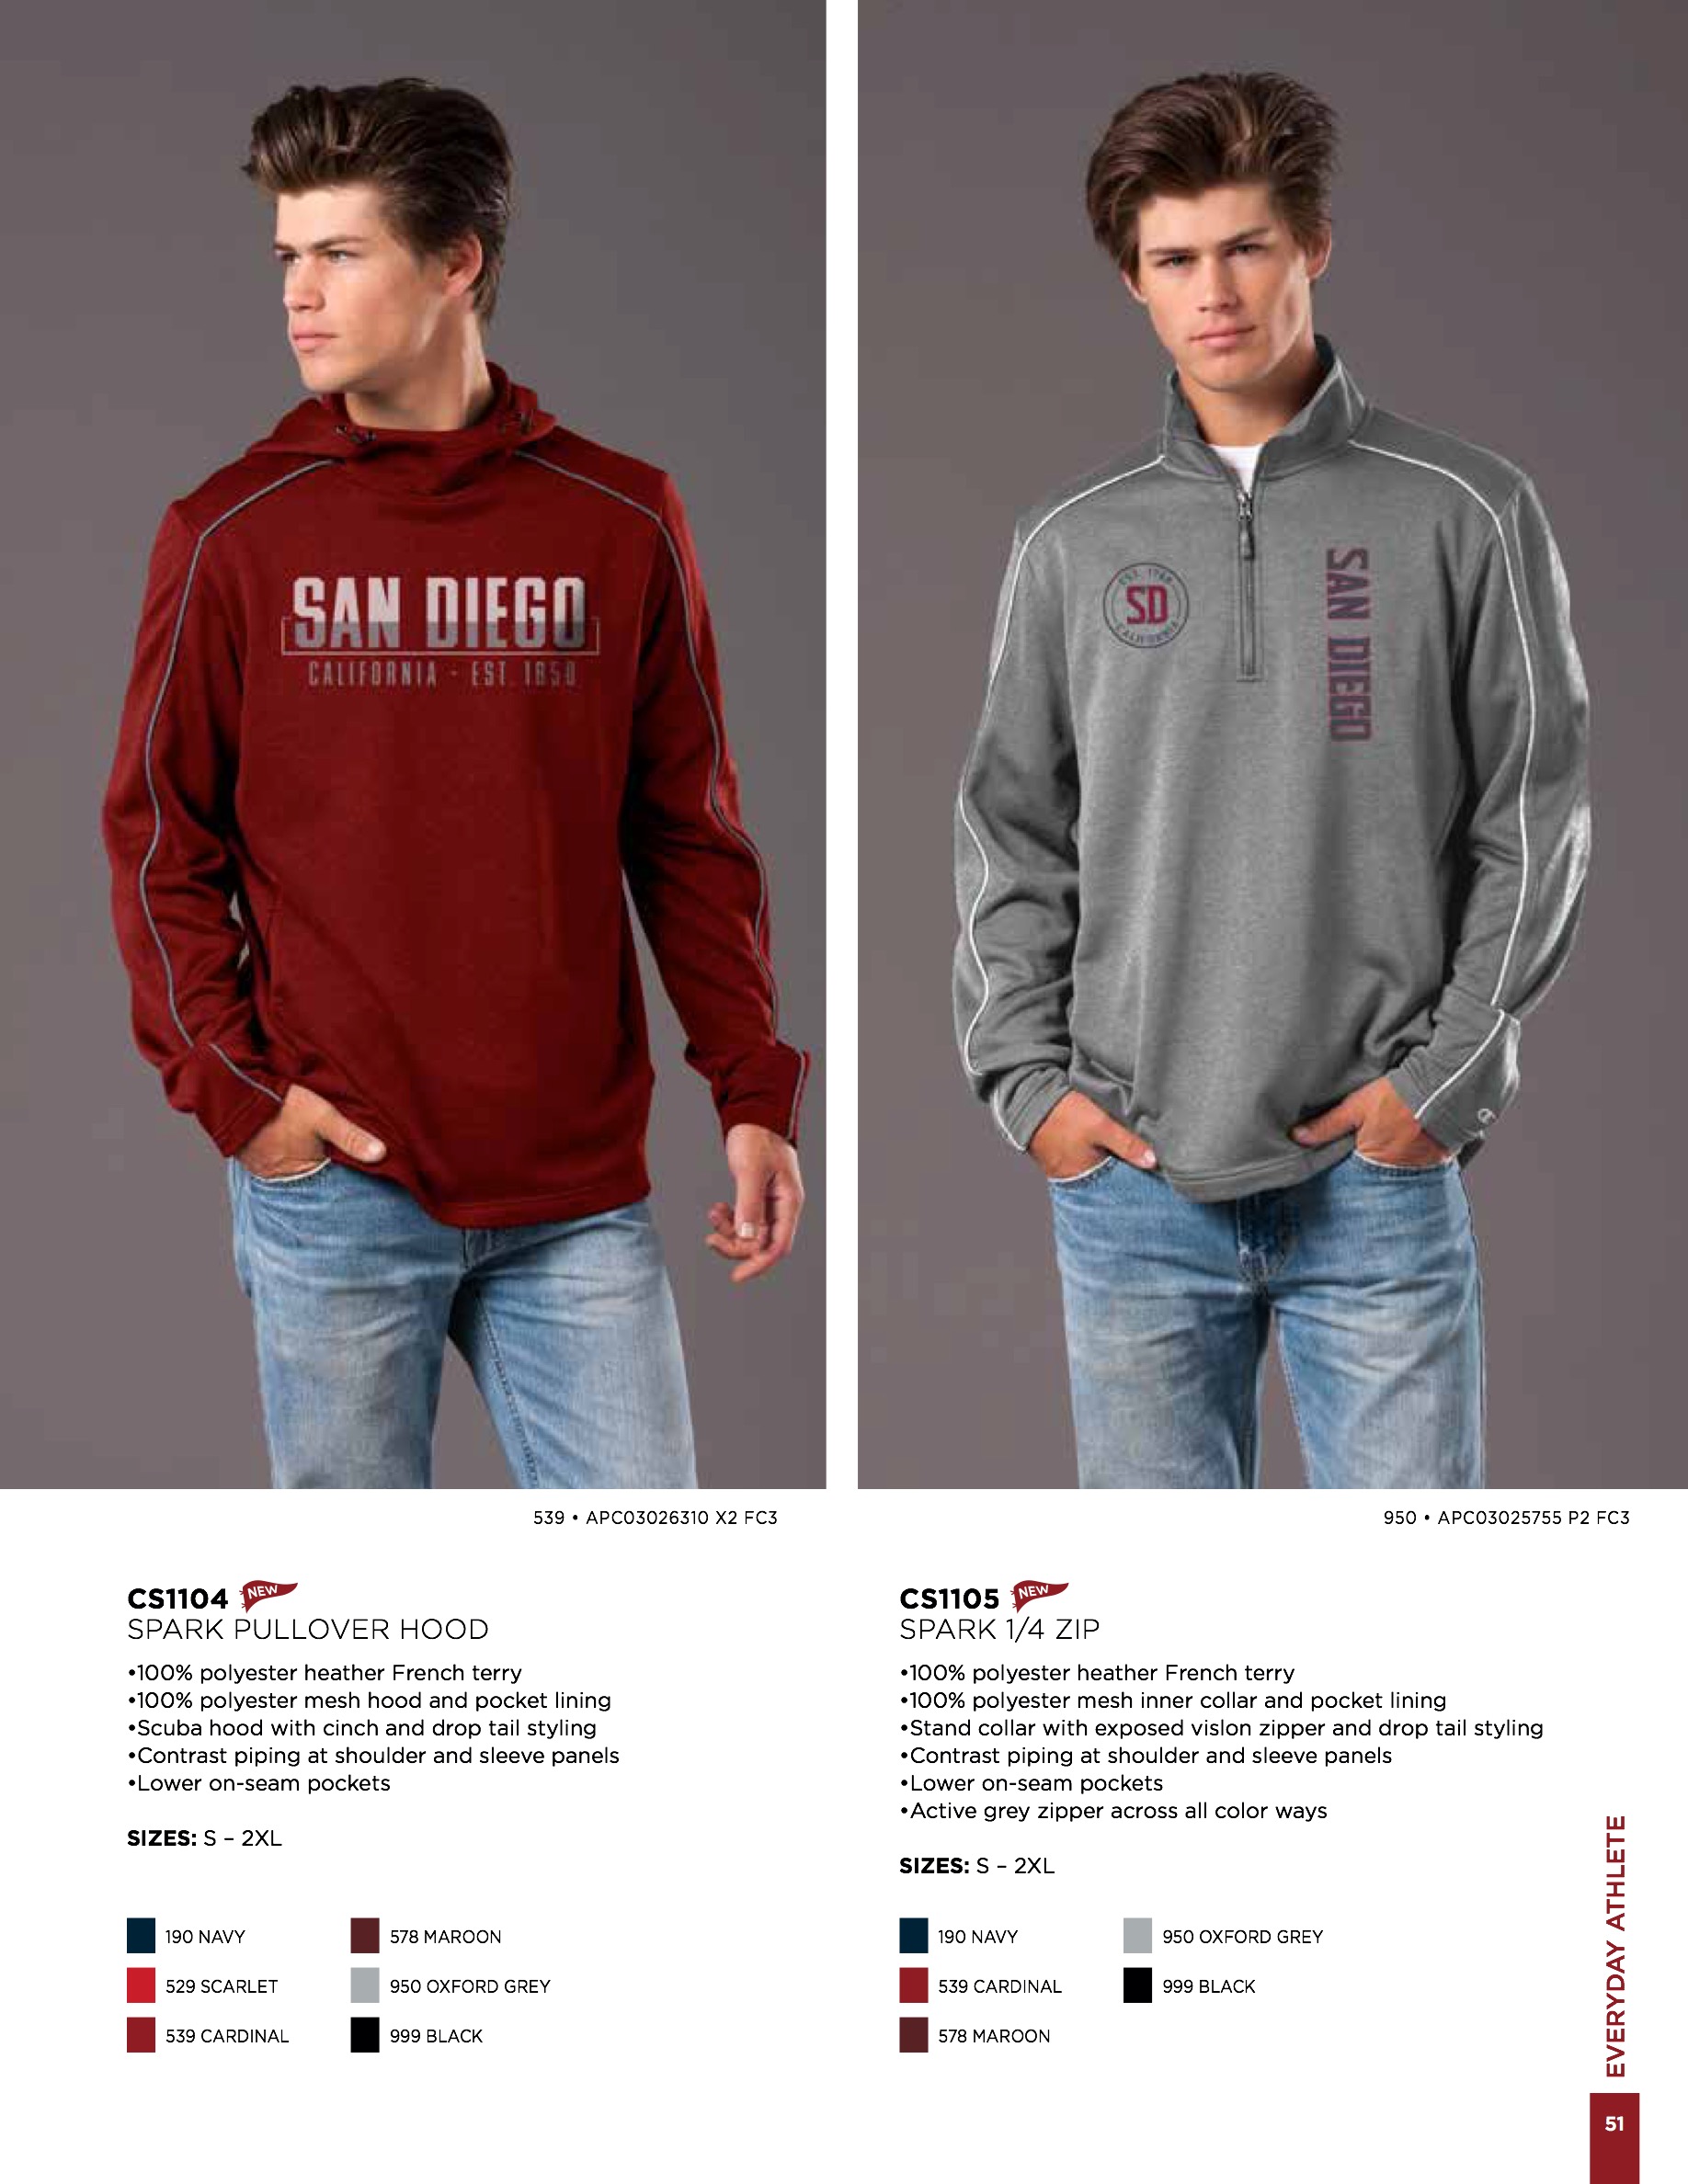 SAN DIEGO
CALIFORNIA - EST. 1850
SD
CALIFORNIA
SAN DIEGO
539 • APC03026310 X2 FC3
950 • APC03025755 P2 FC3
CS1104 NEW
SPARK PULLOVER HOOD
•100% polyester heather French terry
•100% polyester mesh hood and pocket lining
•Scuba hood with cinch and drop tail styling
•Contrast piping at shoulder and sleeve panels
•Lower on-seam pockets
SIZES: S – 2XL
190 NAVY
529 SCARLET
539 CARDINAL
578 MAROON
950 OXFORD GREY
999 BLACK
CS1105 NEW
SPARK 1/4 ZIP
•100% polyester heather French terry
•100% polyester mesh inner collar and pocket lining
•Stand collar with exposed vislon zipper and drop tail styling
•Contrast piping at shoulder and sleeve panels
•Lower on-seam pockets
•Active grey zipper across all color ways
SIZES: S – 2XL
190 NAVY
539 CARDINAL
578 MAROON
950 OXFORD GREY
999 BLACK
EVERYDAY ATHLETE
51